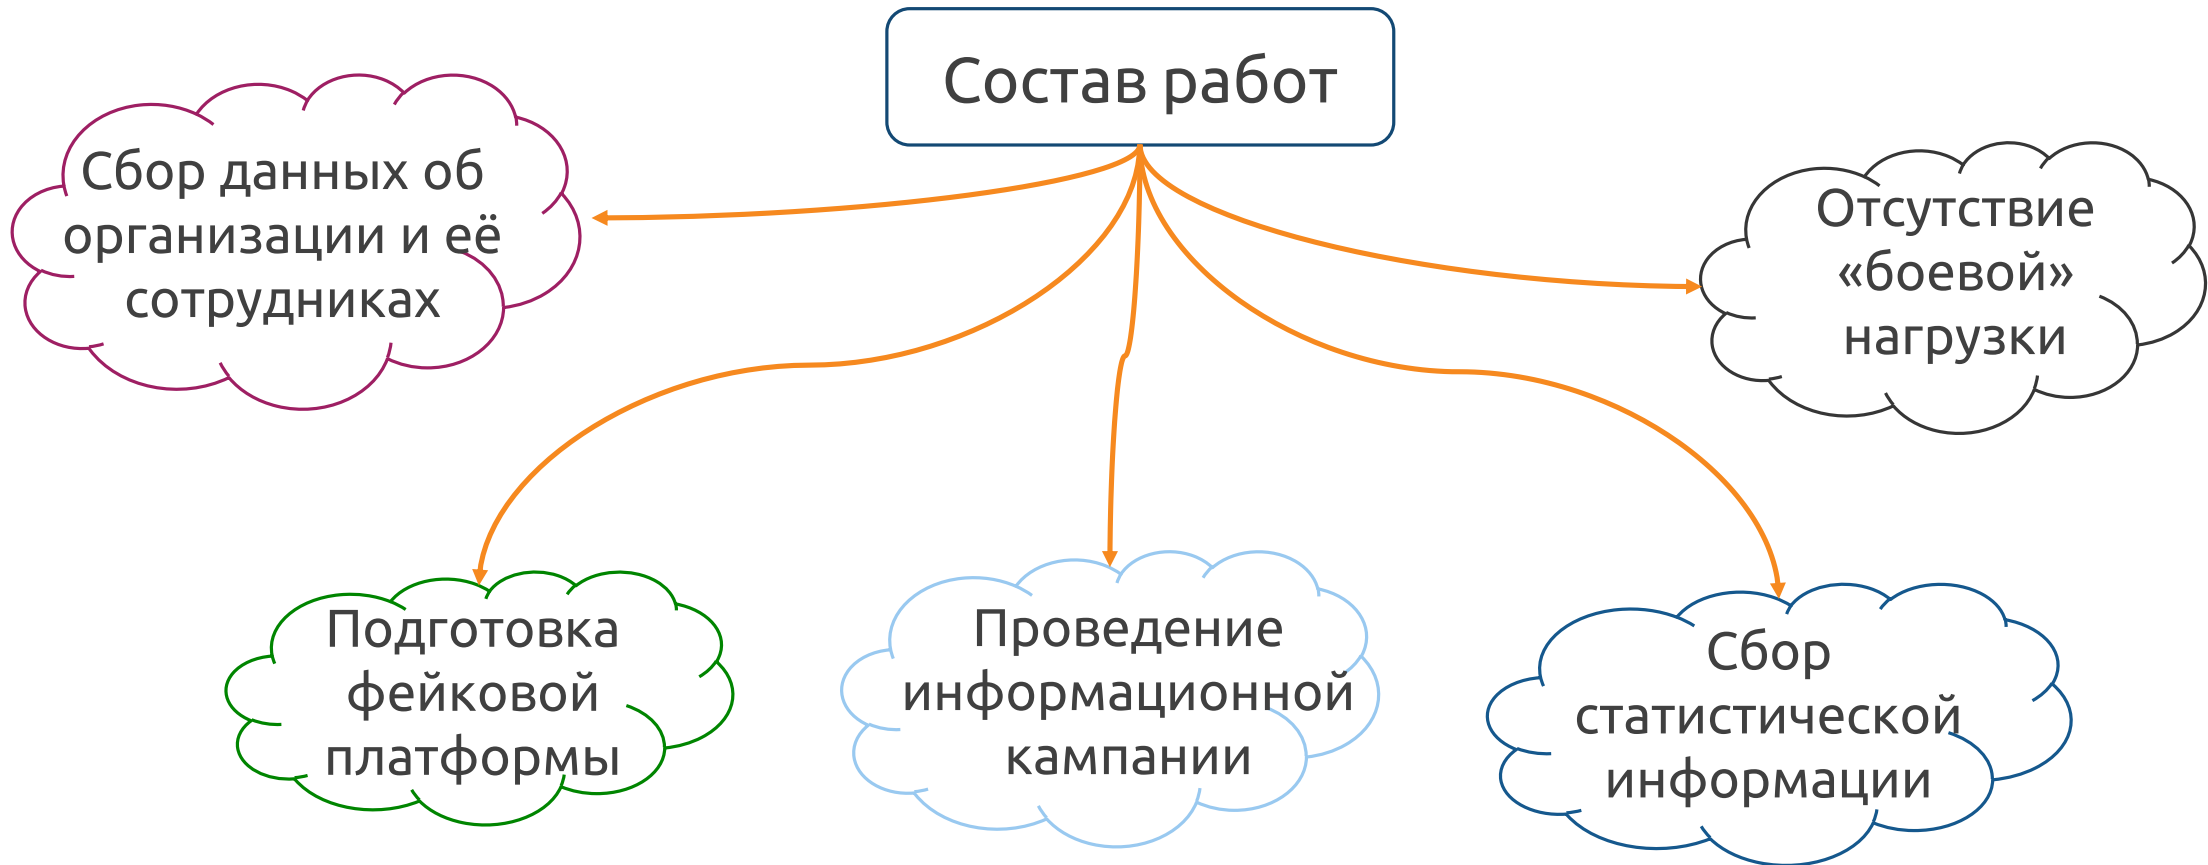 Состав работ
Сбор данных об
организации и её
сотрудниках
Отсутствие
«боевой»
нагрузки
Подготовка
фейковой
платформы
Проведение
информационной
кампании
Сбор
статистической
информации